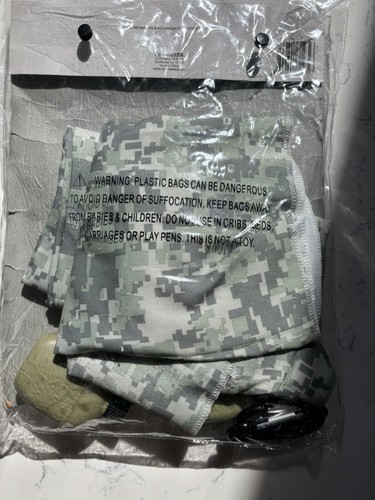 WARNING: PLASTIC BAGS CAN BE DANGEROUS.
TO AVOID DANGER OF SUFFOCATION, KEEP BAGS AWAY
FROM BABIES & CHILDREN. DO NOT USE IN CRIBS, BEDS,
CARRIAGES OR PLAY PENS. THIS IS NOT A TOY.